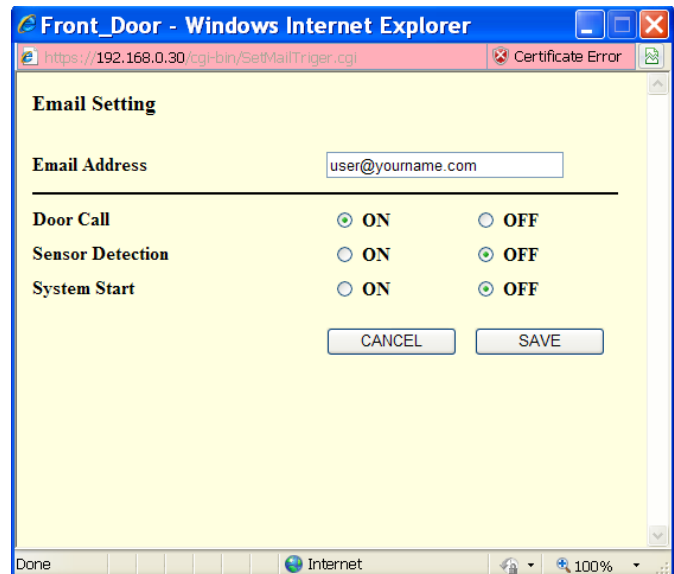 Front_Door - Windows Internet Explorer
https://192.168.0.30/cgi-bin/SetMailTriger.cgi Certificate Error
Email Setting
Email Address user@yourname.com
Door Call ON OFF
Sensor Detection ON OFF
System Start ON OFF
CANCEL SAVE
Done Internet 100%